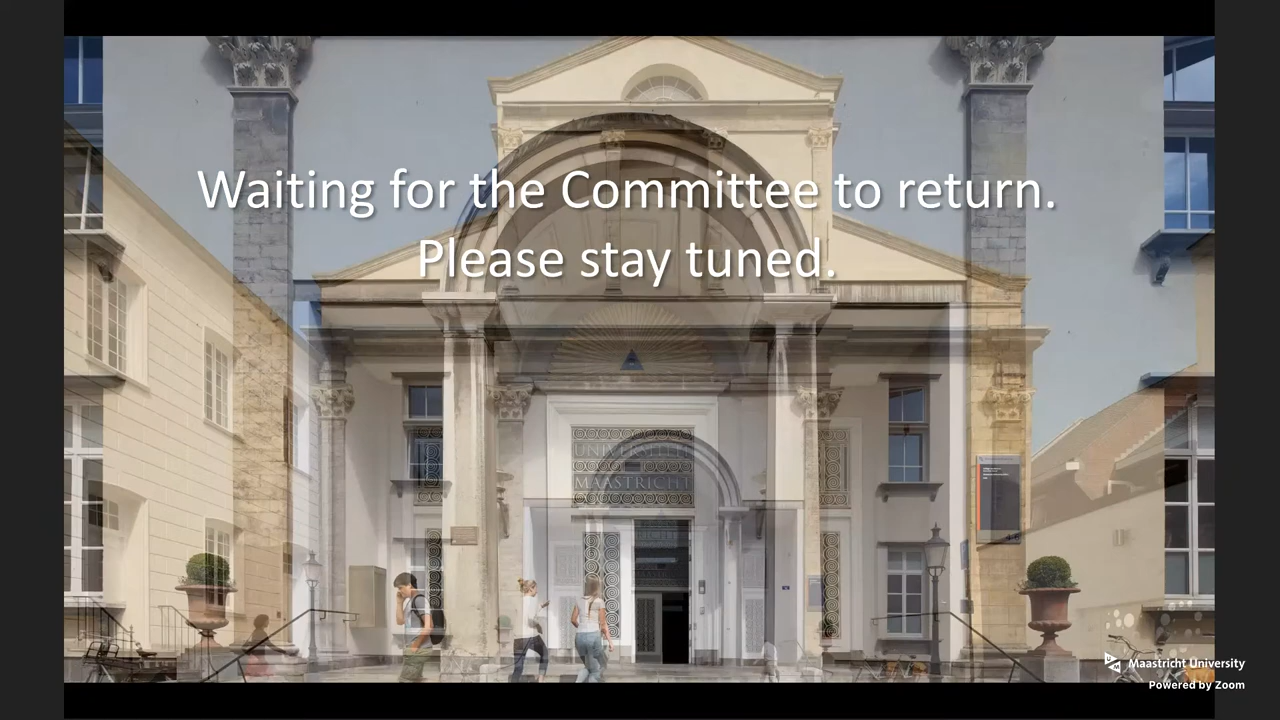 Waiting for the Committee to return.
Please stay tuned.
UNIVERSITEIT
MAASTRICHT
Maastricht University
Powered by Zoom